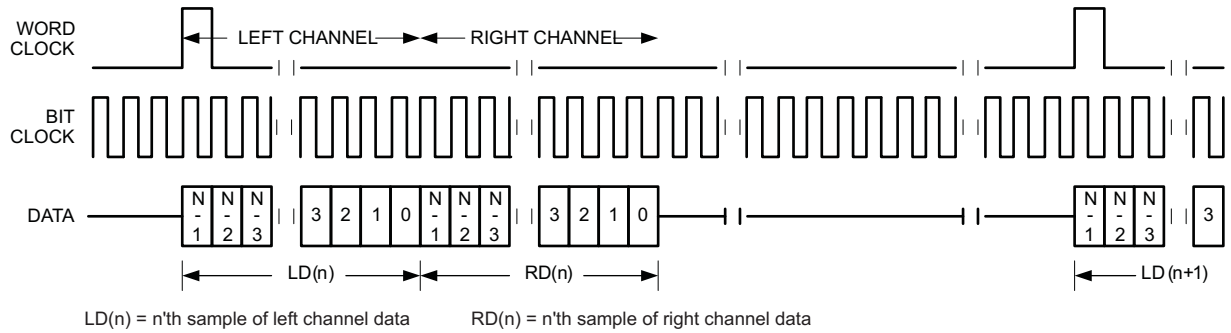 WORD
CLOCK
LEFT CHANNEL
RIGHT CHANNEL
BIT
CLOCK
DATA
N
-
1
N
-
2
N
-
3
3
2
1
0
N
-
1
N
-
2
N
-
3
3
2
1
0
N
-
1
N
-
2
N
-
3
3
LD(n)
RD(n)
LD (n+1)
LD(n) = n'th sample of left channel data
RD(n) = n'th sample of right channel data